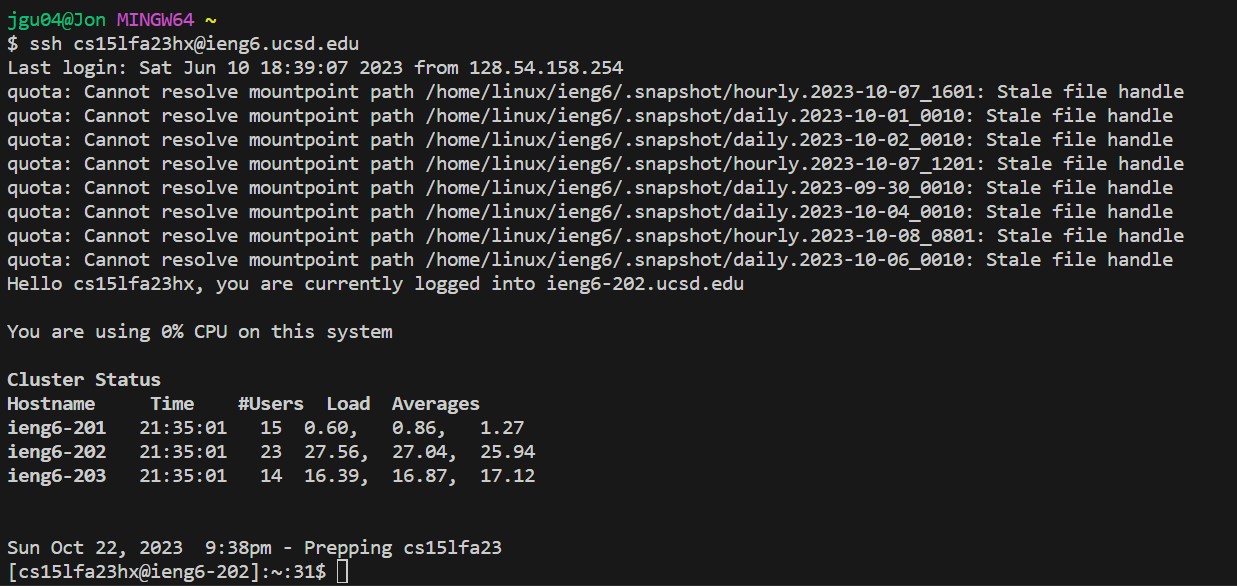 jgu04@Jon MINGW64 ~
$ ssh cs15lfa23hx@ieng6.ucsd.edu
Last login: Sat Jun 10 18:39:07 2023 from 128.54.158.254
quota: Cannot resolve mountpoint path /home/linux/ieng6/.snapshot/hourly.2023-10-07_1601: Stale file handle
quota: Cannot resolve mountpoint path /home/linux/ieng6/.snapshot/daily.2023-10-01_0010: Stale file handle
quota: Cannot resolve mountpoint path /home/linux/ieng6/.snapshot/daily.2023-10-02_0010: Stale file handle
quota: Cannot resolve mountpoint path /home/linux/ieng6/.snapshot/hourly.2023-10-07_1201: Stale file handle
quota: Cannot resolve mountpoint path /home/linux/ieng6/.snapshot/daily.2023-09-30_0010: Stale file handle
quota: Cannot resolve mountpoint path /home/linux/ieng6/.snapshot/daily.2023-10-04_0010: Stale file handle
quota: Cannot resolve mountpoint path /home/linux/ieng6/.snapshot/hourly.2023-10-08_0801: Stale file handle
quota: Cannot resolve mountpoint path /home/linux/ieng6/.snapshot/daily.2023-10-06_0010: Stale file handle
Hello cs15lfa23hx, you are currently logged into ieng6-202.ucsd.edu
You are using 0% CPU on this system
Cluster Status
Hostname     Time    #Users  Load  Averages
ieng6-201   21:35:01   15  0.60,   0.86,   1.27
ieng6-202   21:35:01   23  27.56,  27.04,  25.94
ieng6-203   21:35:01   14  16.39,  16.87,  17.12
Sun Oct 22, 2023  9:38pm - Prepping cs15lfa23
[cs15lfa23hx@ieng6-202]:~:31$